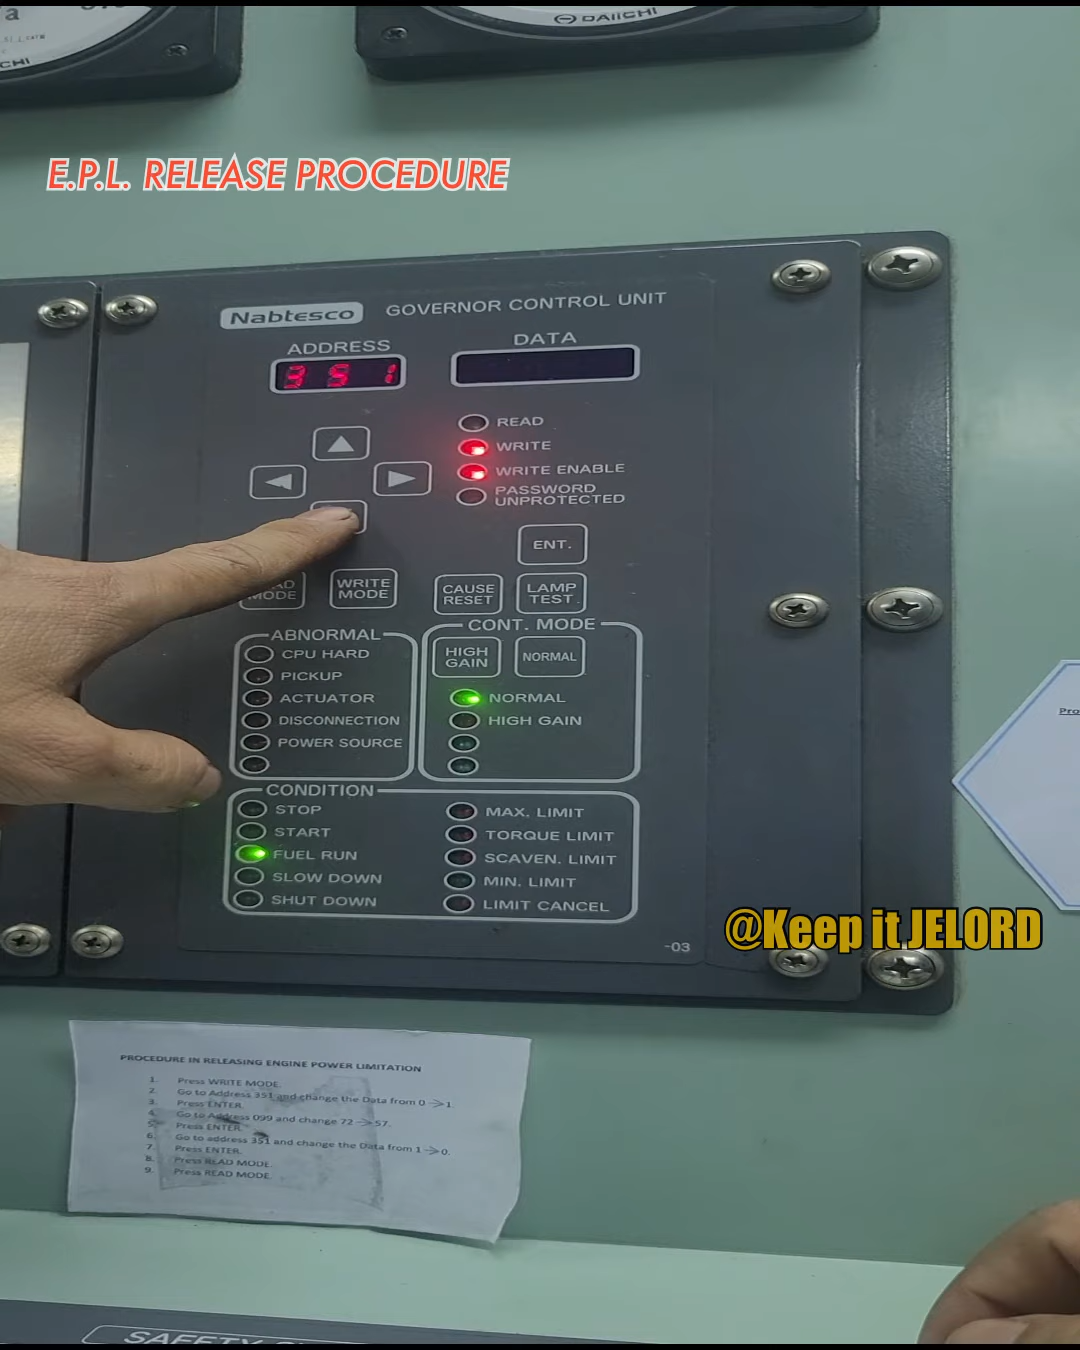 DAIICHI
E.P.L. RELEASE PROCEDURE
Nabtesco GOVERNOR CONTROL UNIT
ADDRESS DATA
351
READ
WRITE
WRITE ENABLE
PASSWORD
UNPROTECTED
ENT.
MODE
WRITE
MODE
CAUSE
RESET
LAMP
TEST
CONT. MODE
HIGH
GAIN
NORMAL
NORMAL
HIGH GAIN
ABNORMAL
CPU HARD
PICKUP
ACTUATOR
DISCONNECTION
POWER SOURCE
CONDITION
STOP
START
FUEL RUN
SLOW DOWN
SHUT DOWN
MAX. LIMIT
TORQUE LIMIT
SCAVEN. LIMIT
MIN. LIMIT
LIMIT CANCEL
-03
@Keep it JELORD
PROCEDURE IN RELEASING ENGINE POWER LIMITATION
1. Press WRITE MODE.
2. Go to Address 351 and change the Data from 0 → 1.
3. Press ENTER.
4. Go to Address 099 and change 72 → 57.
5. Press ENTER.
6. Go to address 351 and change the Data from 1 → 0.
7. Press ENTER.
8. Press READ MODE.
9. Press READ MODE.
SAFETY